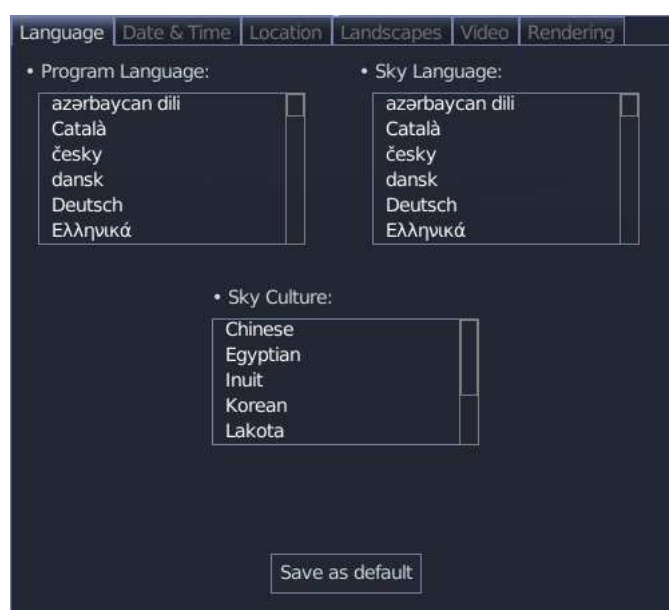 Language Date & Time Location Landscapes Video Rendering
• Program Language:
azərbaycan dili
Català
česky
dansk
Deutsch
Ελληνικά
• Sky Language:
azərbaycan dili
Català
česky
dansk
Deutsch
Ελληνικά
• Sky Culture:
Chinese
Egyptian
Inuit
Korean
Lakota
Save as default